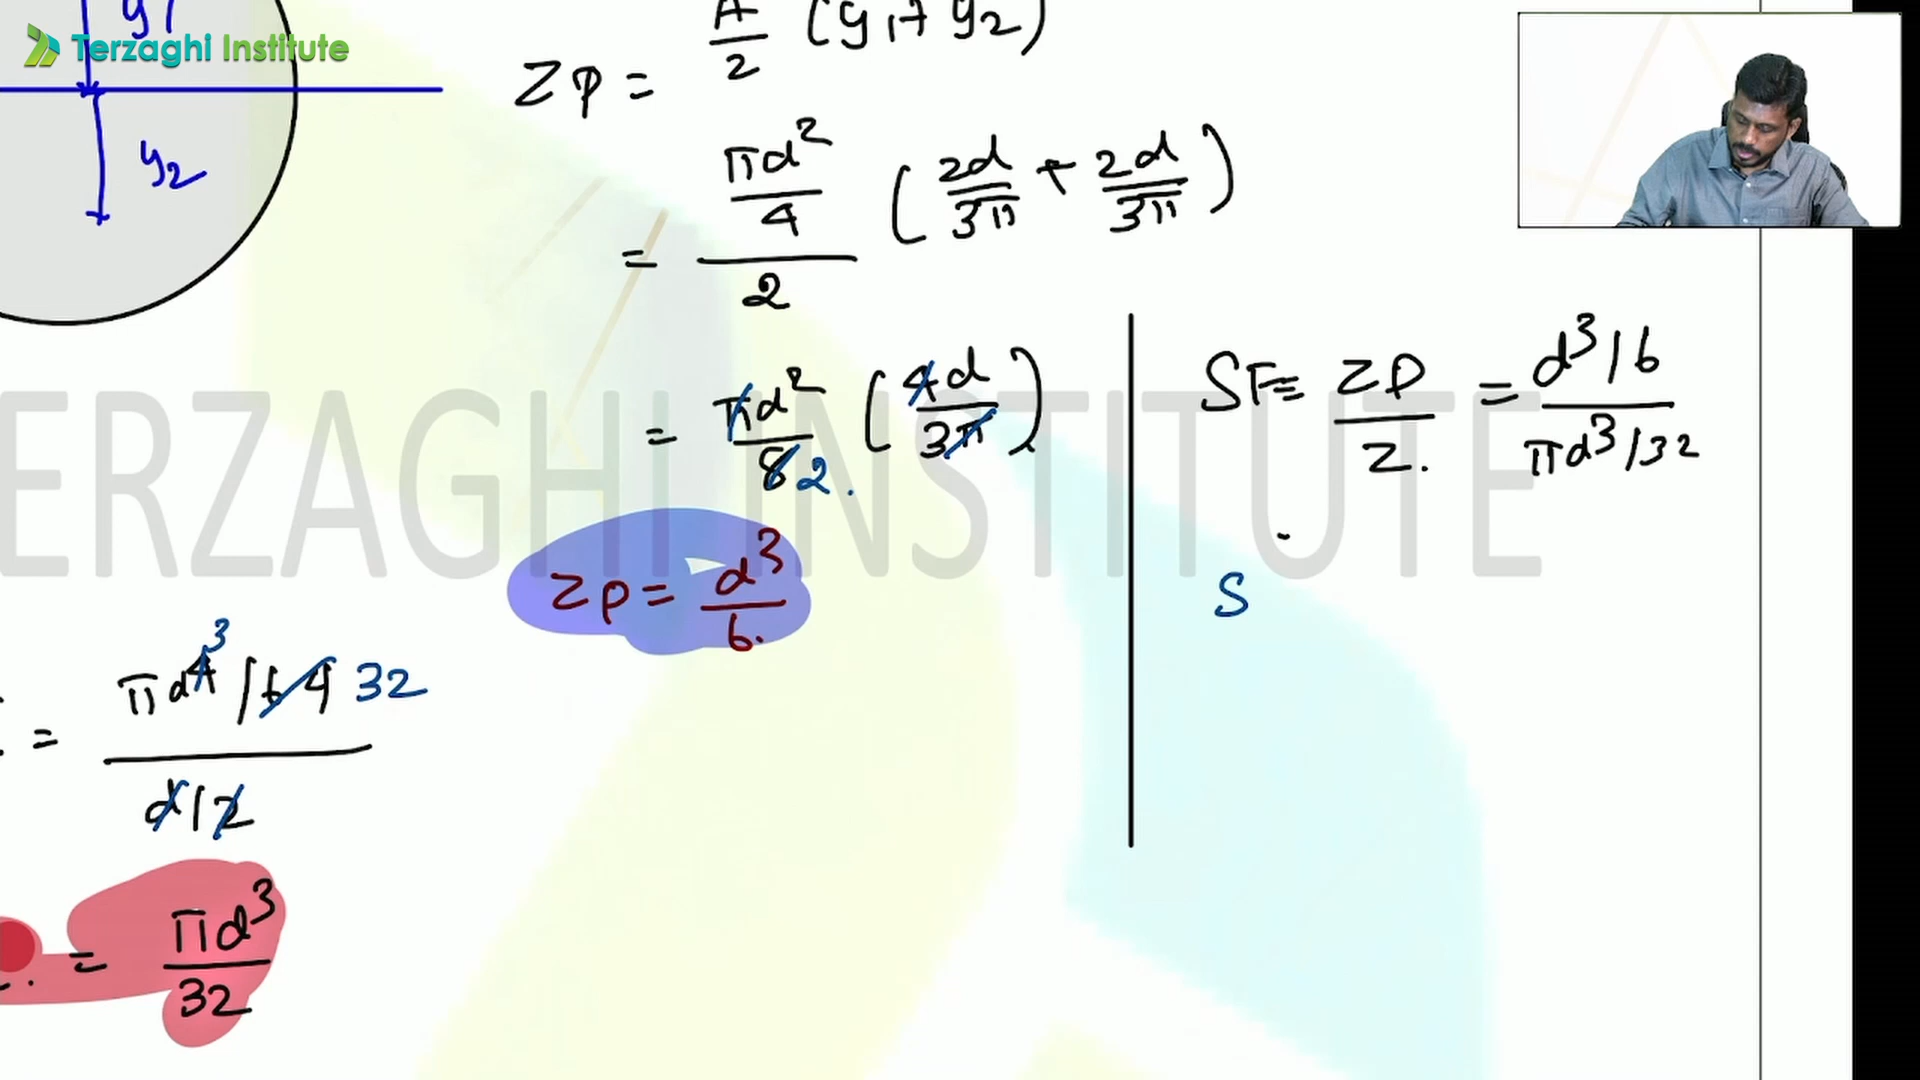 Terzaghi Institute
y1
y2
ZP = A/2 (y1 + y2)
= πd²/4 / 2 (2d/3π + 2d/3π)
= πd²/8 2. (4d/3π)
ZP = d³/6.
= πd4 3 /64 32
d/2
= πd³/32
SF = ZP/Z. = d³/6 / πd³/32
S
ERZAGHI INSTITUTE